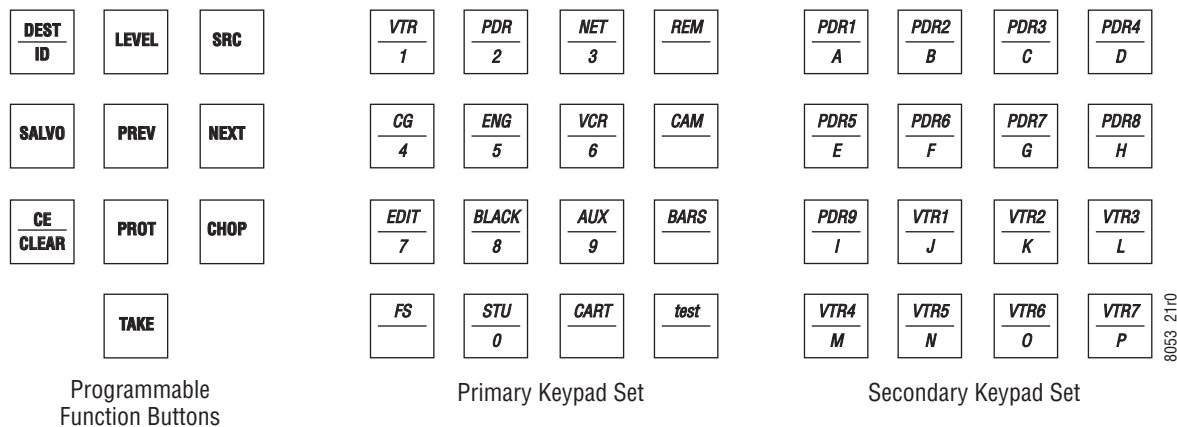 DEST LEVEL SRC VTR PDR NET REM PDR1 PDR2 PDR3 PDR4
ID 1 2 3 A B C D
SALVO PREV NEXT CG ENG VCR CAM PDR5 PDR6 PDR7 PDR8
4 5 6 E F G H
CE PROT CHOP EDIT BLACK AUX BARS PDR9 VTR1 VTR2 VTR3
CLEAR 7 8 9 I J K L
TAKE FS STU CART test VTR4 VTR5 VTR6 VTR7
0 M N O P
8053 21r0
Programmable
Function Buttons
Primary Keypad Set
Secondary Keypad Set